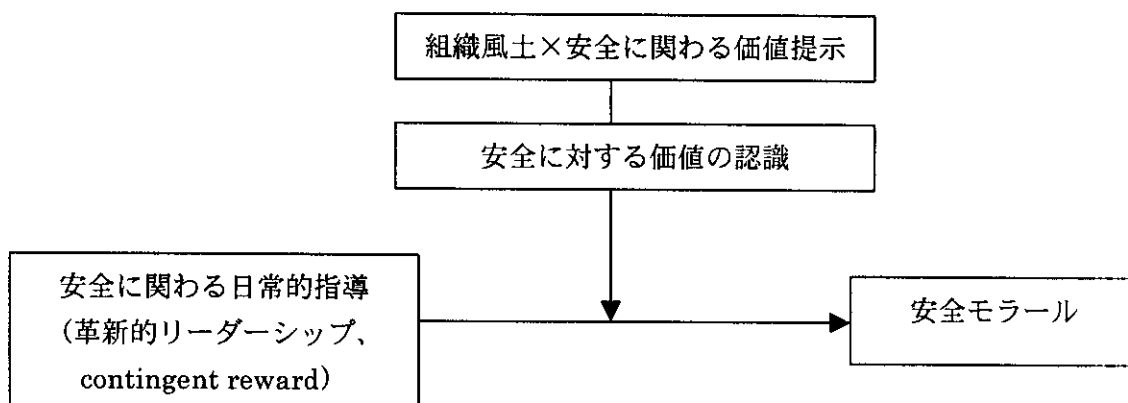 組織風土×安全に関わる価値提示
安全に対する価値の認識
安全に関わる日常的指導
（革新的リーダーシップ、
contingent reward）
安全モラール